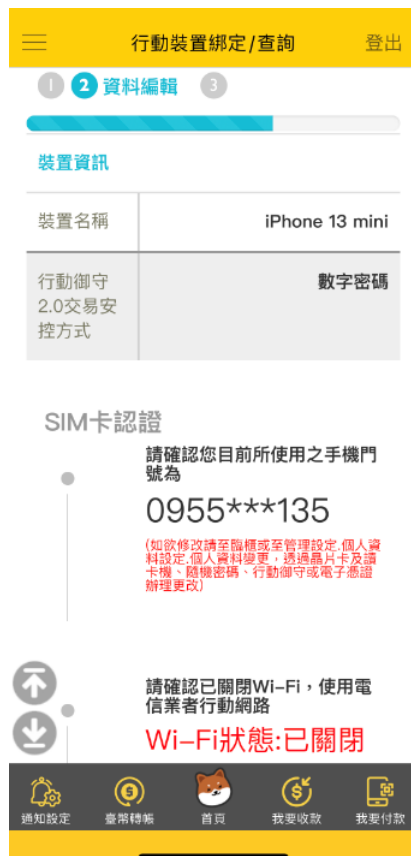 行動裝置綁定/查詢
登出
1 2 資料編輯 3
裝置資訊
裝置名稱 iPhone 13 mini
行動御守 數字密碼
2.0交易安
控方式
SIM卡認證
請確認您目前所使用之手機門
號為
0955***135
(如欲修改請至臨櫃或至管理設定.個人資
料設定.個人資料變更，透過晶片卡及讀
卡機、隨機密碼、行動御守或電子憑證
辦理更改)
請確認已關閉Wi-Fi，使用電
信業者行動網路
Wi-Fi狀態:已關閉
通知設定 臺幣轉帳 首頁 我要收款 我要付款